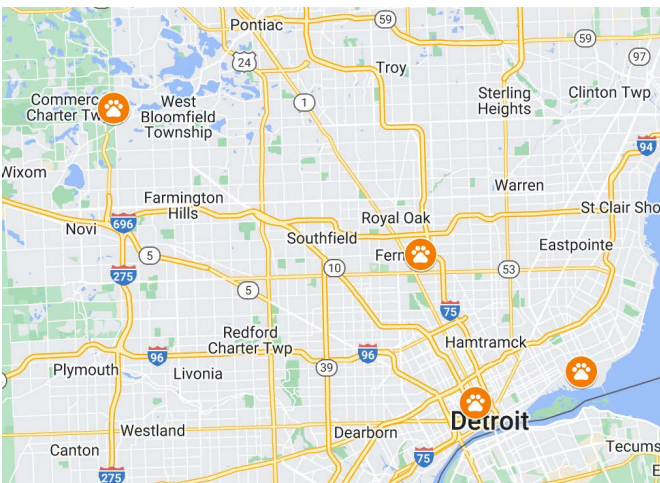 Pontiac
59
59
24
Troy
97
Commerc
Charter Tw
West
Bloomfield
Township
1
Sterling
Heights
Clinton Twp
94
Wixom
Farmington
Hills
Warren
Royal Oak
St Clair Sho
696
Novi
Southfield
Fern
Eastpointe
5
275
10
53
5
75
Redford
Charter Twp
Hamtramck
96
96
Plymouth
Livonia
39
Detroit
Westland
Dearborn
Canton
75
Tecums
275
E